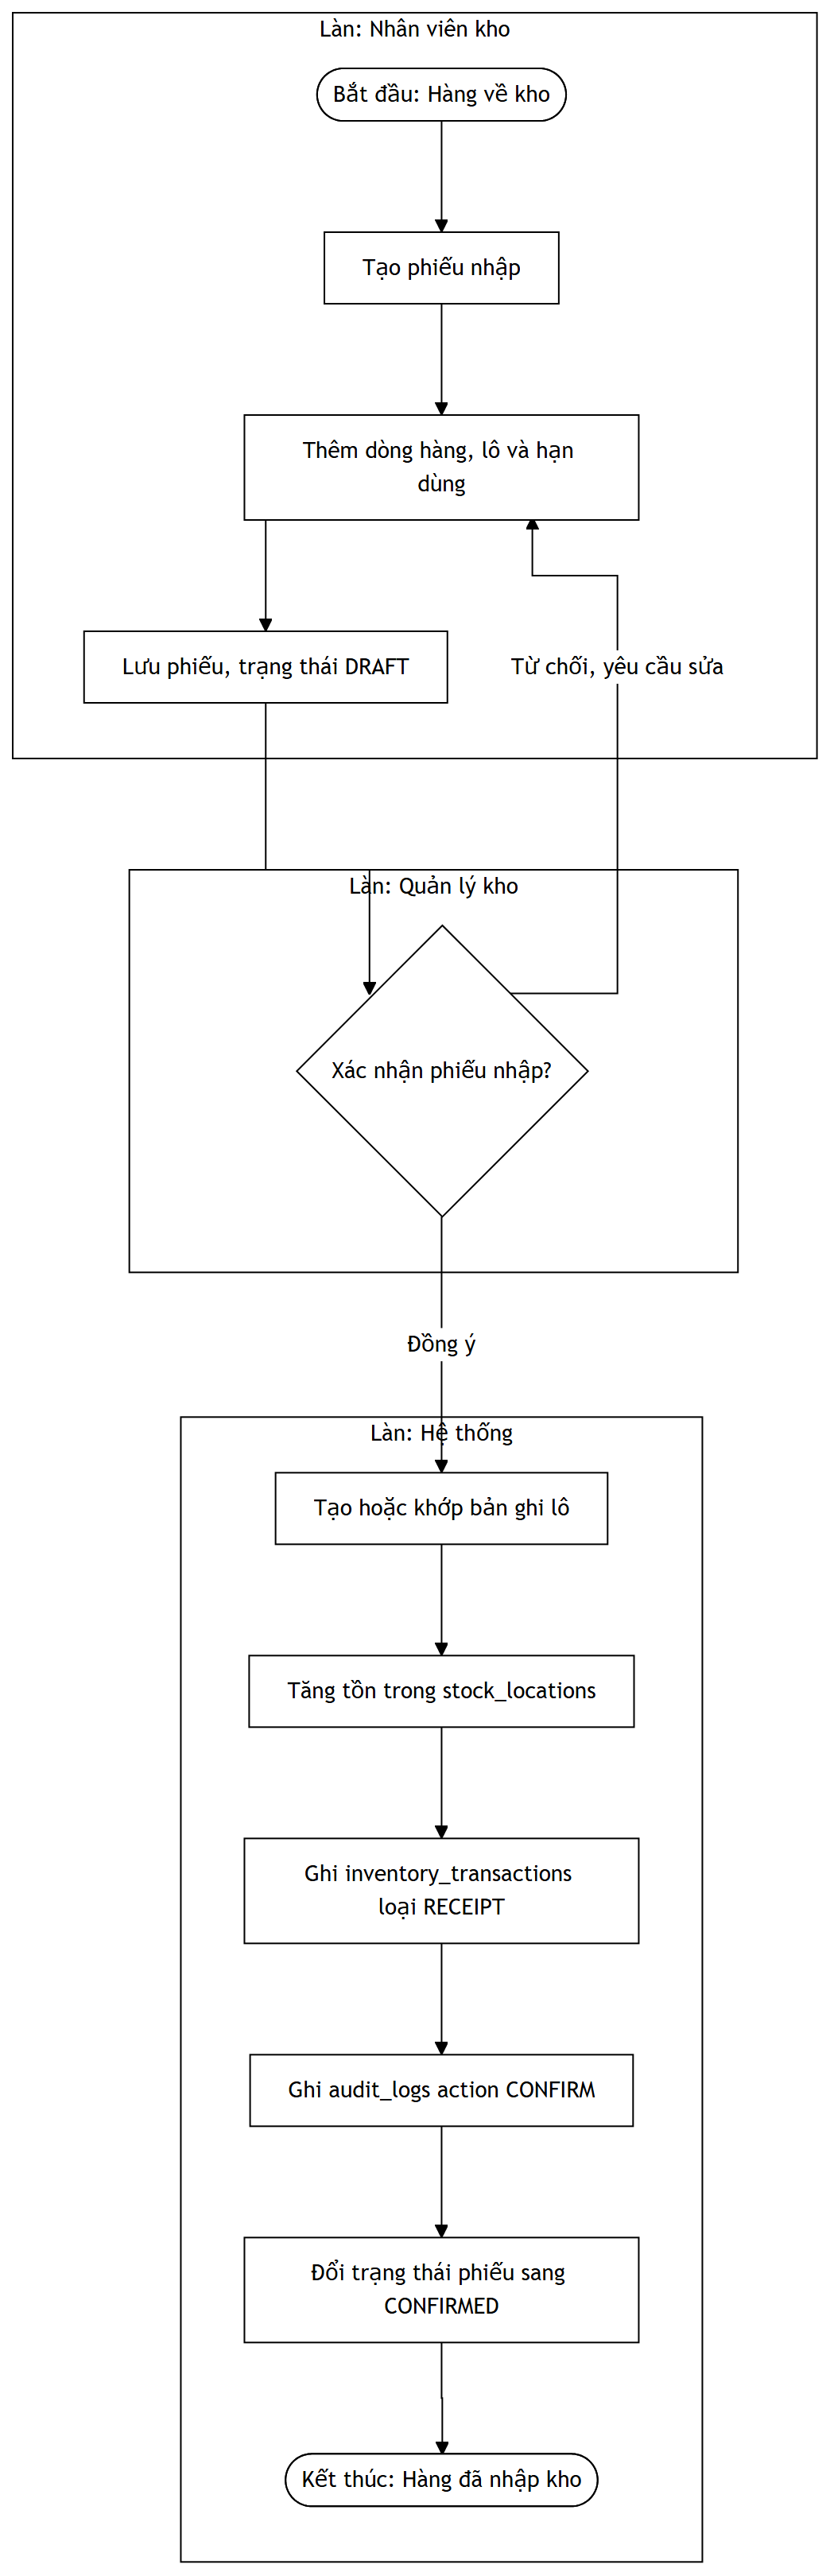 Làn: Nhân viên kho
Bắt đầu: Hàng về kho
Tạo phiếu nhập
Thêm dòng hàng, lô và hạn
dùng
Lưu phiếu, trạng thái DRAFT
Từ chối, yêu cầu sửa
Làn: Quản lý kho
Xác nhận phiếu nhập?
Đồng ý
Làn: Hệ thống
Tạo hoặc khớp bản ghi lô
Tăng tồn trong stock_locations
Ghi inventory_transactions
loại RECEIPT
Ghi audit_logs action CONFIRM
Đổi trạng thái phiếu sang
CONFIRMED
Kết thúc: Hàng đã nhập kho